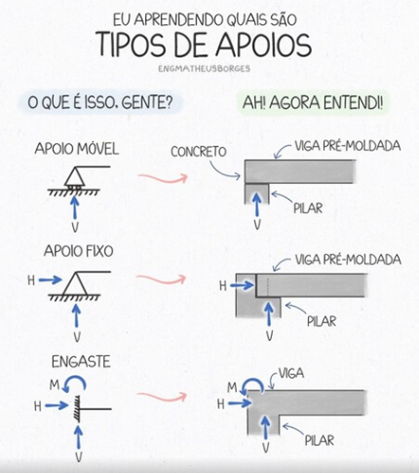 EU APRENDENDO QUAIS SÃO
TIPOS DE APOIOS
ENGMATHEUSBORGES
O QUE É ISSO. GENTE?
AH! AGORA ENTENDI!
APOIO MÓVEL
V
CONCRETO
VIGA PRÉ-MOLDADA
PILAR
V
APOIO FIXO
H
V
VIGA PRÉ-MOLDADA
H
PILAR
V
ENGASTE
M
H
V
VIGA
M
H
PILAR
V